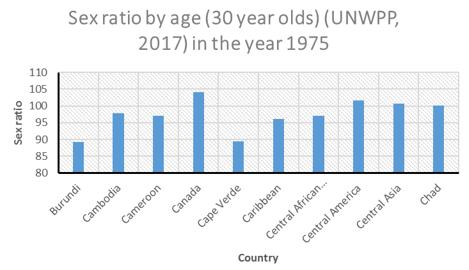 Sex ratio by age (30 year olds) (UNWPP,
2017) in the year 1975
110
105
100
95
90
85
80
Sex ratio
Burundi
Cambodia
Cameroon
Canada
Cape Verde
Caribbean
Central African...
Central America
Central Asia
Chad
Country